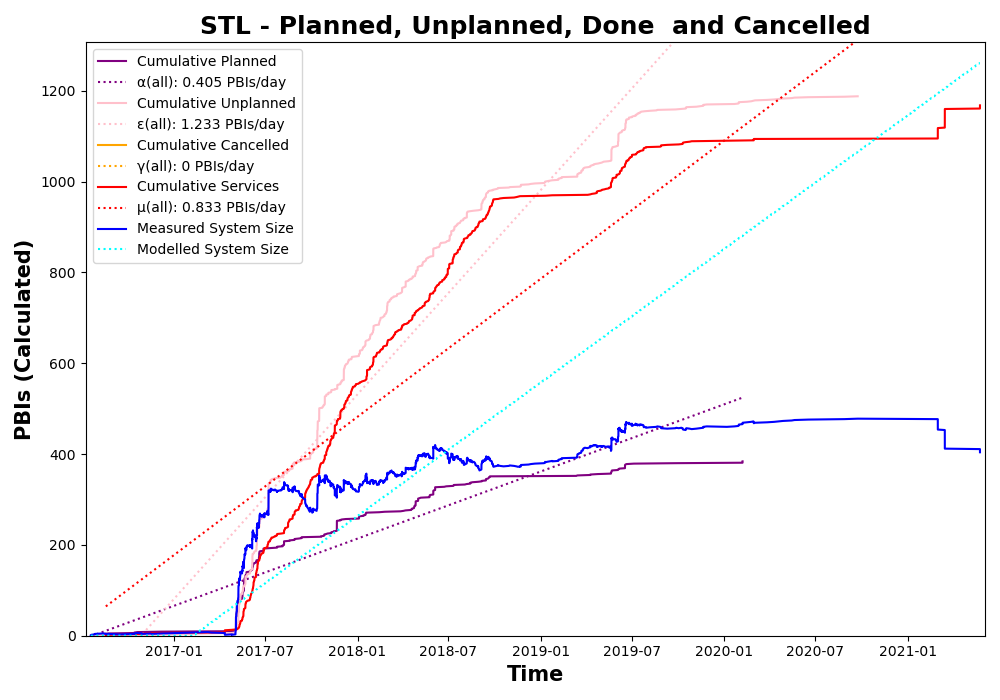 STL - Planned, Unplanned, Done  and Cancelled
Cumulative Planned
α(all): 0.405 PBIs/day
Cumulative Unplanned
ε(all): 1.233 PBIs/day
Cumulative Cancelled
γ(all): 0 PBIs/day
Cumulative Services
μ(all): 0.833 PBIs/day
Measured System Size
Modelled System Size
PBIs (Calculated)
1200
1000
800
600
400
200
0
2017-01 2017-07 2018-01 2018-07 2019-01 2019-07 2020-01 2020-07 2021-01
Time